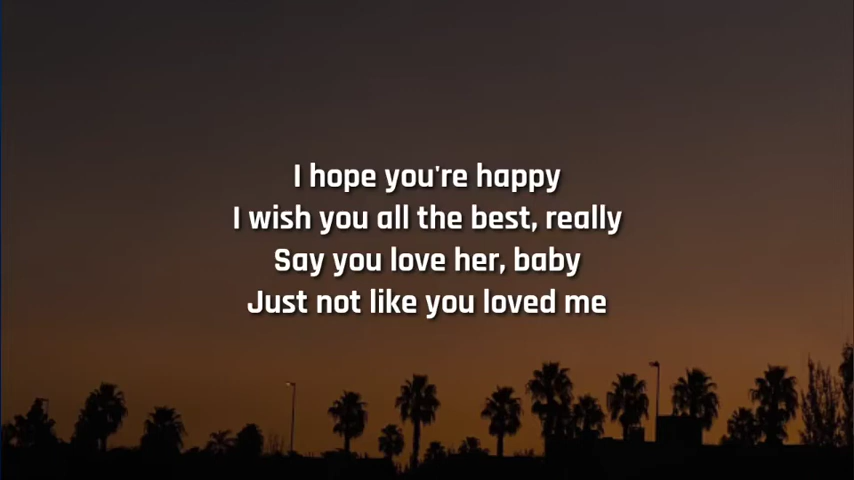 I hope you're happy
I wish you all the best, really
Say you love her, baby
Just not like you loved me